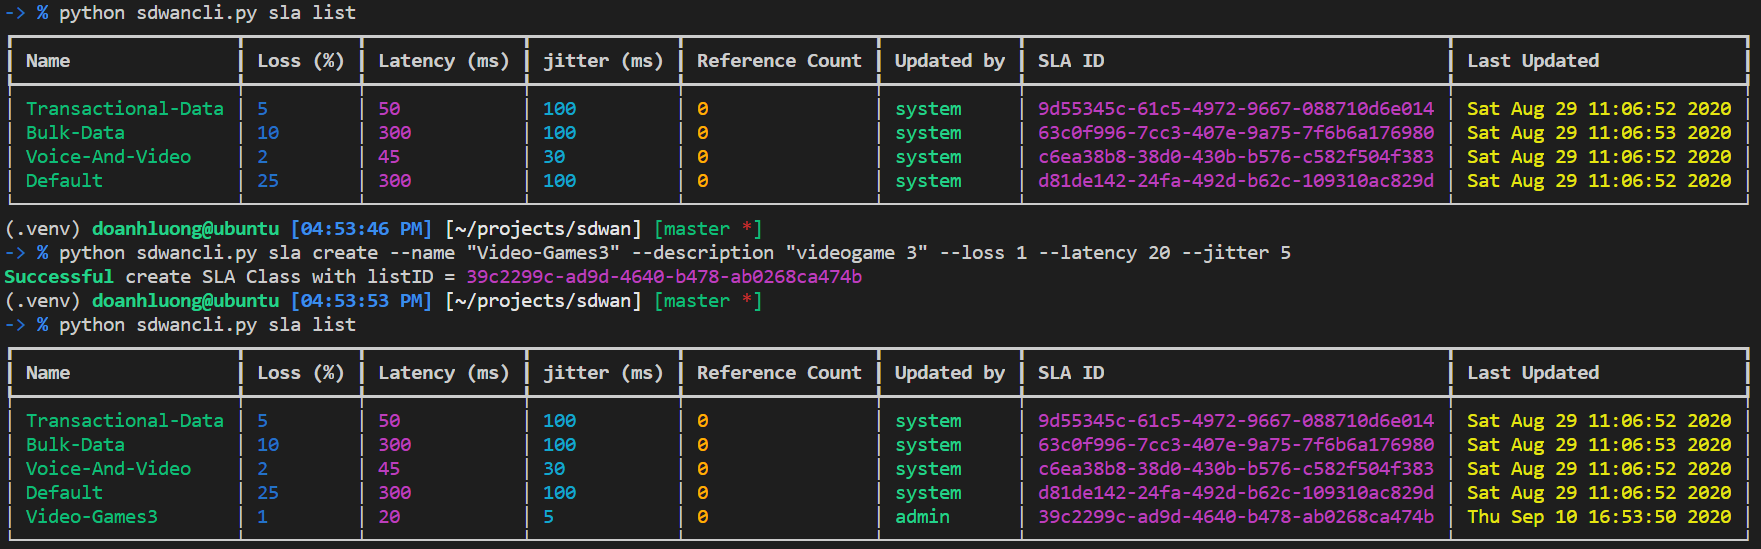 -> % python sdwancli.py sla list
Name Loss (%) Latency (ms) jitter (ms) Reference Count Updated by SLA ID Last Updated
Transactional-Data 5 50 100 0 system 9d55345c-61c5-4972-9667-088710d6e014 Sat Aug 29 11:06:52 2020
Bulk-Data 10 300 100 0 system 63c0f996-7cc3-407e-9a75-7f6b6a176980 Sat Aug 29 11:06:53 2020
Voice-And-Video 2 45 30 0 system c6ea38b8-38d0-430b-b576-c582f504f383 Sat Aug 29 11:06:52 2020
Default 25 300 100 0 system d81de142-24fa-492d-b62c-109310ac829d Sat Aug 29 11:06:52 2020
(.venv) doanhluong@ubuntu [04:53:46 PM] [~/projects/sdwan] [master *]
-> % python sdwancli.py sla create --name "Video-Games3" --description "videogame 3" --loss 1 --latency 20 --jitter 5
Successful create SLA Class with listID = 39c2299c-ad9d-4640-b478-ab0268ca474b
(.venv) doanhluong@ubuntu [04:53:53 PM] [~/projects/sdwan] [master *]
-> % python sdwancli.py sla list
Name Loss (%) Latency (ms) jitter (ms) Reference Count Updated by SLA ID Last Updated
Transactional-Data 5 50 100 0 system 9d55345c-61c5-4972-9667-088710d6e014 Sat Aug 29 11:06:52 2020
Bulk-Data 10 300 100 0 system 63c0f996-7cc3-407e-9a75-7f6b6a176980 Sat Aug 29 11:06:53 2020
Voice-And-Video 2 45 30 0 system c6ea38b8-38d0-430b-b576-c582f504f383 Sat Aug 29 11:06:52 2020
Default 25 300 100 0 system d81de142-24fa-492d-b62c-109310ac829d Sat Aug 29 11:06:52 2020
Video-Games3 1 20 5 0 admin 39c2299c-ad9d-4640-b478-ab0268ca474b Thu Sep 10 16:53:50 2020